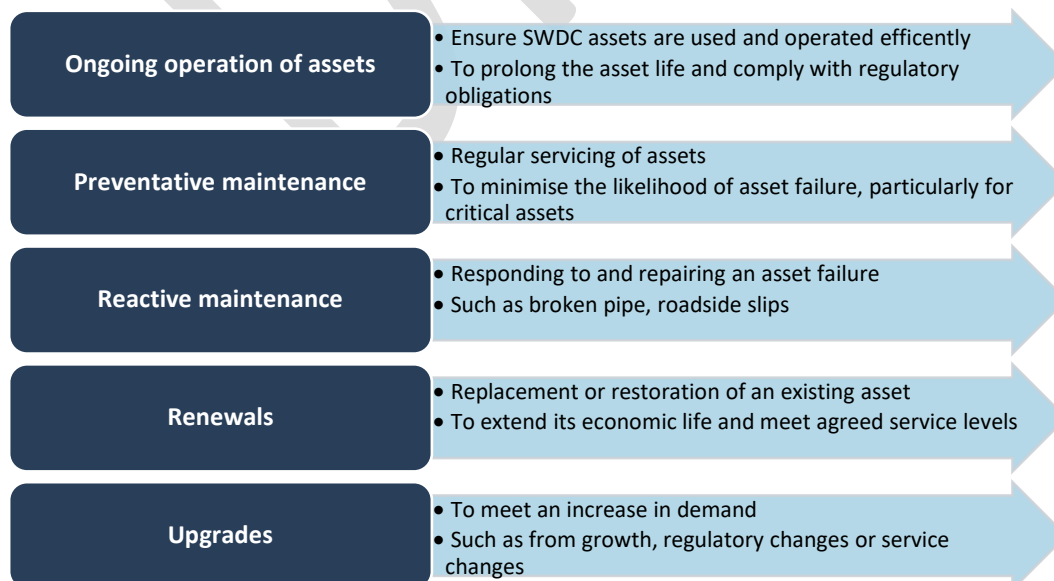 Ongoing operation of assets
• Ensure SWDC assets are used and operated efficently
• To prolong the asset life and comply with regulatory
obligations
Preventative maintenance
• Regular servicing of assets
• To minimise the likelihood of asset failure, particularly for
critical assets
Reactive maintenance
• Responding to and repairing an asset failure
• Such as broken pipe, roadside slips
Renewals
• Replacement or restoration of an existing asset
• To extend its economic life and meet agreed service levels
Upgrades
• To meet an increase in demand
• Such as from growth, regulatory changes or service
changes